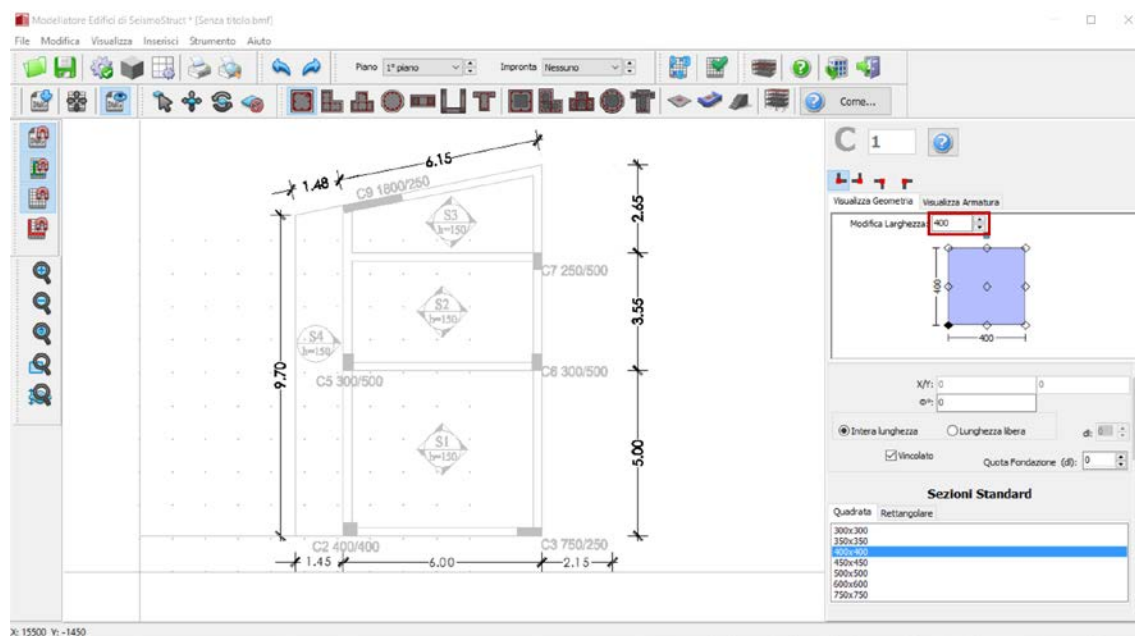 Modellatore Edifici di SeismoStruct * [Senza titolo.bmf]
File Modifica Visualizza Inserisci Strumento Aiuto
Piano 1° piano Impronta Nessuno
Come...
C 1
Visualizza Geometria Visualizza Armatura
Modifica Larghezza: 400
400
400
X/Y: 0 0
0
Intera lunghezza Lunghezza libera dl: 0
Vincolato Quota Fondazione (dl): 0
Sezioni Standard
Quadrata Rettangolare
300x300
350x350
400x400
450x450
500x500
600x600
750x750
1.48 6.15
C9 1800/250
2.65
S3
h=150
C7 250/500
S2
h=150
3.55
S4
h=150
9.70
C5 300/500
C6 300/500
S1
h=150
5.00
C2 400/400
C3 750/250
1.45 6.00 2.15
X: 15500 Y: -1450